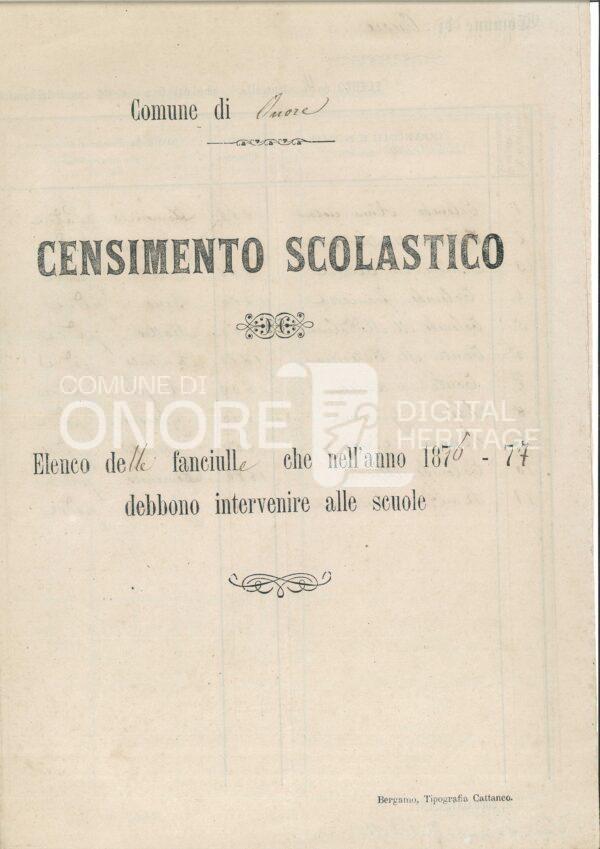 Comune di Onore
CENSIMENTO SCOLASTICO
COMUNE DI
ONORE
DIGITAL
HERITAGE
Elenco delle fanciulle che nell'anno 1876 - 77
debbono intervenire alle scuole
Bergamo, Tipografia Cattaneo.